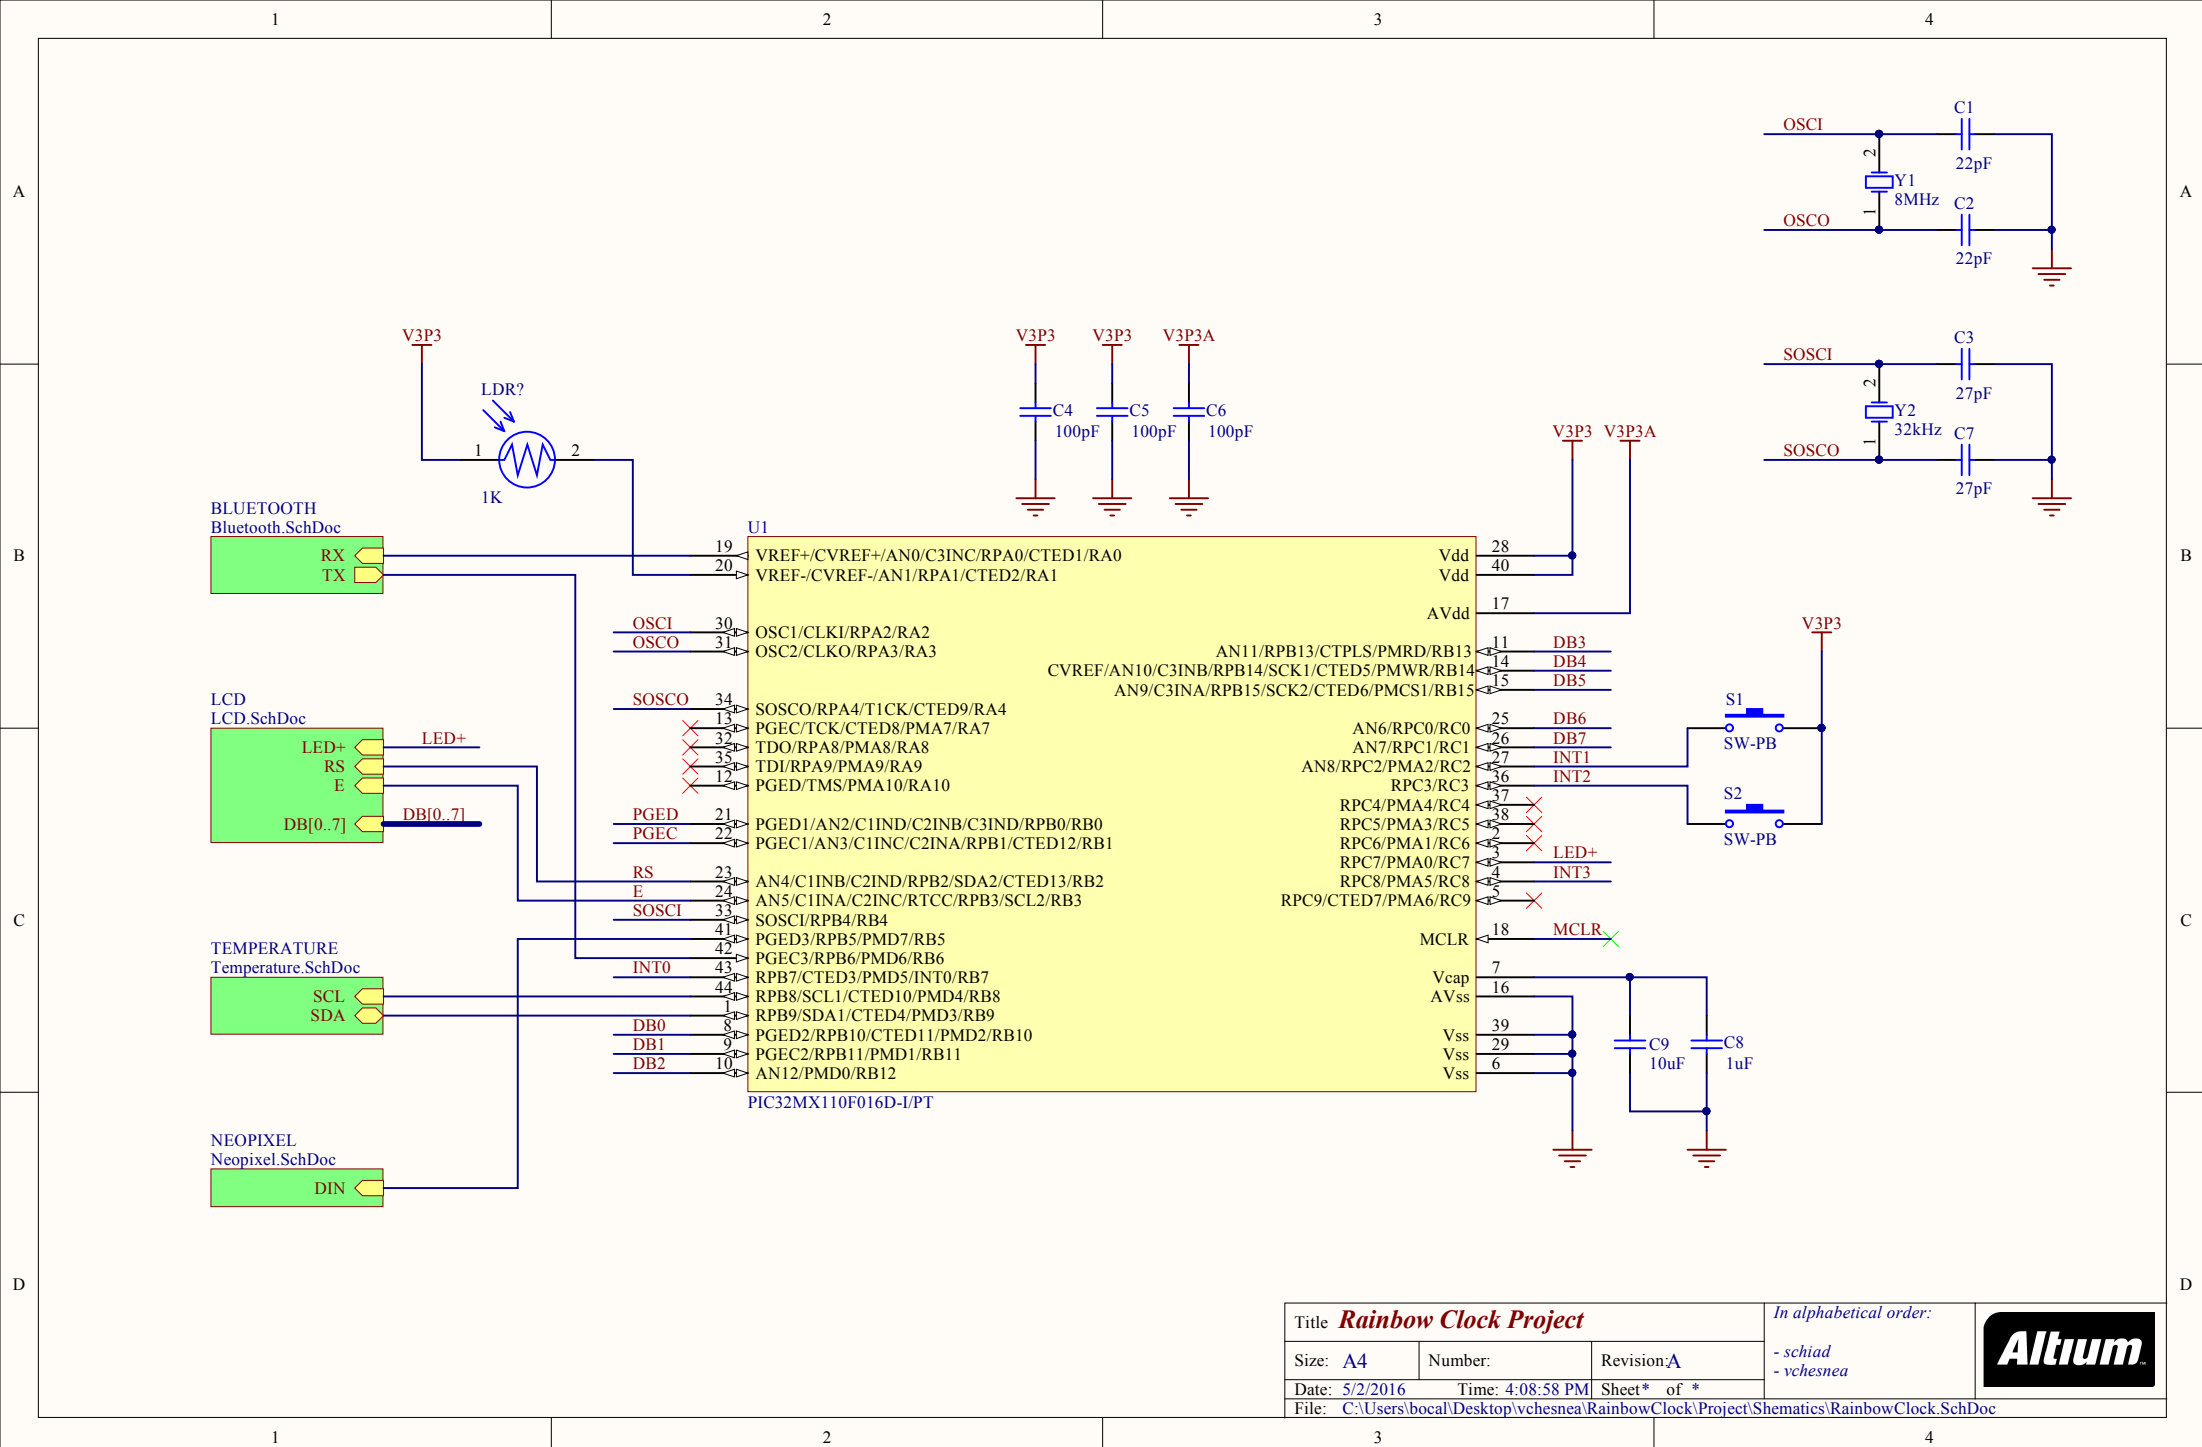 1 2 3 4
A A
B B
C C
D D
1 2 3 4
OSCI
C1
22pF
2
Y1
8MHz
1
OSCO
C2
22pF
SOSCI
C3
27pF
2
Y2
32kHz
1
SOSCO
C7
27pF
V3P3
LDR?
1
2
1K
V3P3
C4
100pF
V3P3
C5
100pF
V3P3A
C6
100pF
V3P3 V3P3A
BLUETOOTH
Bluetooth.SchDoc
RX
TX
LCD
LCD.SchDoc
LED+ LED+
RS
E
DB[0..7] DB[0..7]
TEMPERATURE
Temperature.SchDoc
SCL
SDA
NEOPIXEL
Neopixel.SchDoc
DIN
U1
19 VREF+/CVREF+/AN0/C3INC/RPA0/CTED1/RA0
20 VREF-/CVREF-/AN1/RPA1/CTED2/RA1
OSCI 30 OSC1/CLKI/RPA2/RA2
OSCO 31 OSC2/CLKO/RPA3/RA3
SOSCO 34 SOSCO/RPA4/T1CK/CTED9/RA4
13 PGEC/TCK/CTED8/PMA7/RA7
32 TDO/RPA8/PMA8/RA8
35 TDI/RPA9/PMA9/RA9
12 PGED/TMS/PMA10/RA10
PGED 21 PGED1/AN2/C1IND/C2INB/C3IND/RPB0/RB0
PGEC 22 PGEC1/AN3/C1INC/C2INA/RPB1/CTED12/RB1
RS 23 AN4/C1INB/C2IND/RPB2/SDA2/CTED13/RB2
E 24 AN5/C1INA/C2INC/RTCC/RPB3/SCL2/RB3
SOSCI 33 SOSCI/RPB4/RB4
41 PGED3/RPB5/PMD7/RB5
42 PGEC3/RPB6/PMD6/RB6
INT0 43 RPB7/CTED3/PMD5/INT0/RB7
44 RPB8/SCL1/CTED10/PMD4/RB8
1 RPB9/SDA1/CTED4/PMD3/RB9
DB0 8 PGED2/RPB10/CTED11/PMD2/RB10
DB1 9 PGEC2/RPB11/PMD1/RB11
DB2 10 AN12/PMD0/RB12
Vdd 28
Vdd 40
AVdd 17
AN11/RPB13/CTPLS/PMRD/RB13 11 DB3
CVREF/AN10/C3INB/RPB14/SCK1/CTED5/PMWR/RB14 14 DB4
AN9/C3INA/RPB15/SCK2/CTED6/PMCS1/RB15 15 DB5
AN6/RPC0/RC0 25 DB6
AN7/RPC1/RC1 26 DB7
AN8/RPC2/PMA2/RC2 27 INT1
RPC3/RC3 36 INT2
RPC4/PMA4/RC4 37
RPC5/PMA3/RC5 38
RPC6/PMA1/RC6 2
RPC7/PMA0/RC7 3 LED+
RPC8/PMA5/RC8 4 INT3
RPC9/CTED7/PMA6/RC9 5
MCLR 18 MCLR
Vcap 7
AVss 16
Vss 39
Vss 29
Vss 6
PIC32MX110F016D-I/PT
V3P3
S1
SW-PB
S2
SW-PB
C9
10uF
C8
1uF
Title Rainbow Clock Project
Size: A4 Number: Revision:A
Date: 5/2/2016 Time: 4:08:58 PM Sheet* of *
File: C:\Users\bocal\Desktop\vchesnea\RainbowClock\Project\Shematics\RainbowClock.SchDoc
In alphabetical order:
- schiad
- vchesnea
Altium